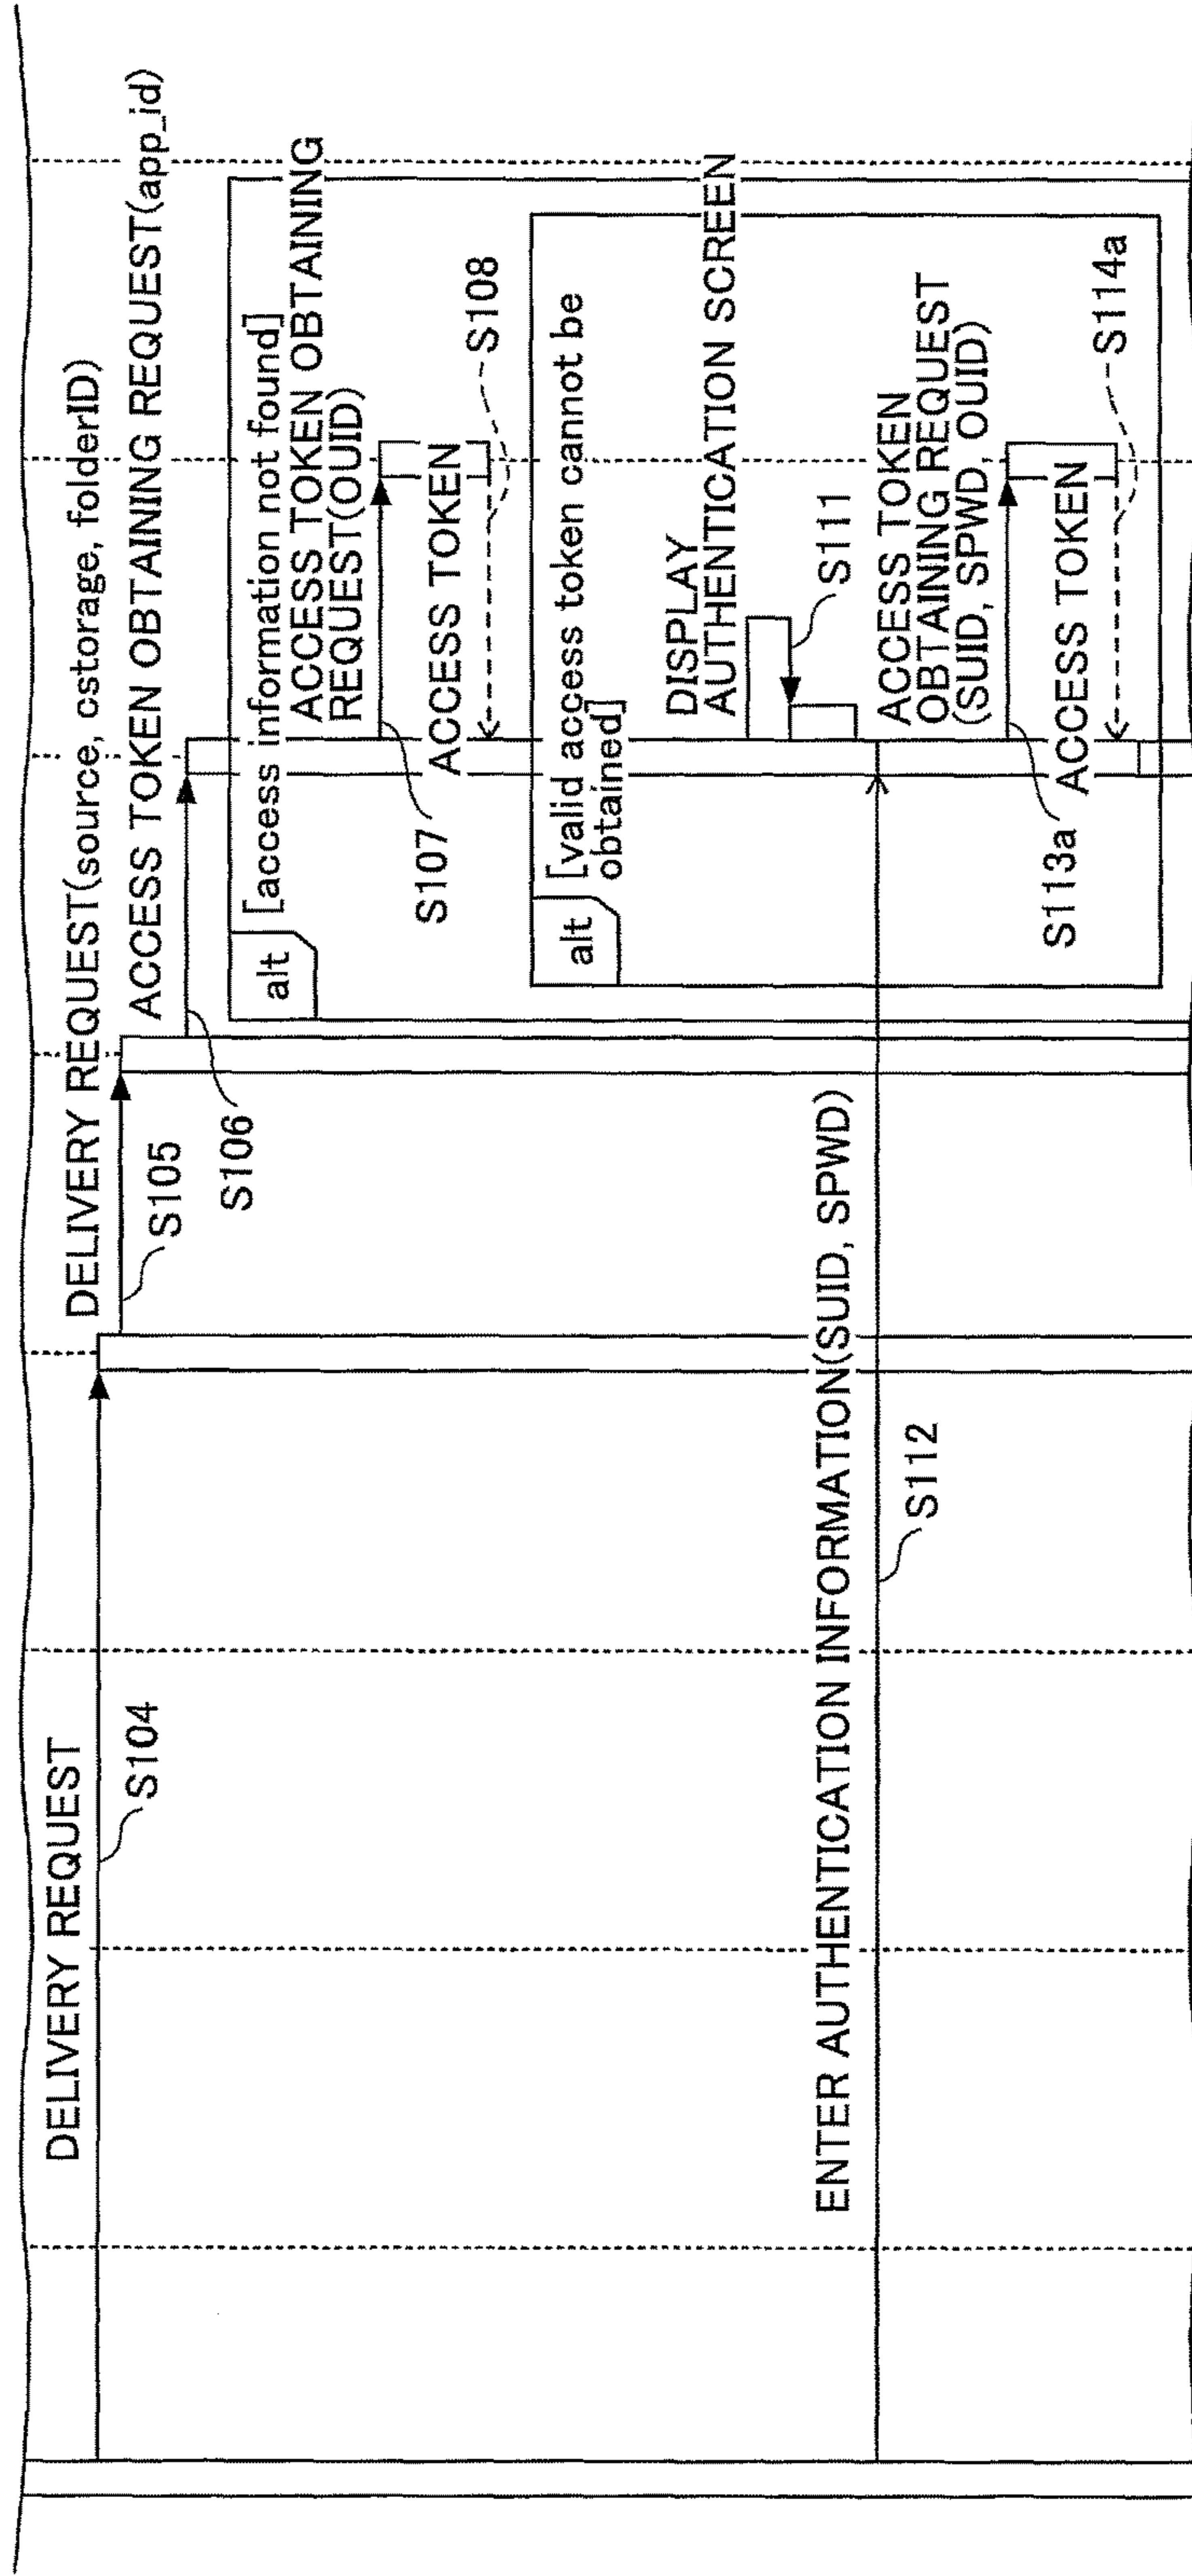 DELIVERY REQUEST
S104
DELIVERY REQUEST(source, cstorage, folderID)
S105
ACCESS TOKEN OBTAINING REQUEST(app_id)
S106
alt
[access information not found]
ACCESS TOKEN OBTAINING
REQUEST(OUID)
S107
ACCESS TOKEN
S108
alt
[valid access token cannot be
obtained]
DISPLAY
AUTHENTICATION SCREEN
S111
ENTER AUTHENTICATION INFORMATION(SUID, SPWD)
S112
ACCESS TOKEN
OBTAINING REQUEST
(SUID, SPWD, OUID)
S113a
ACCESS TOKEN
S114a